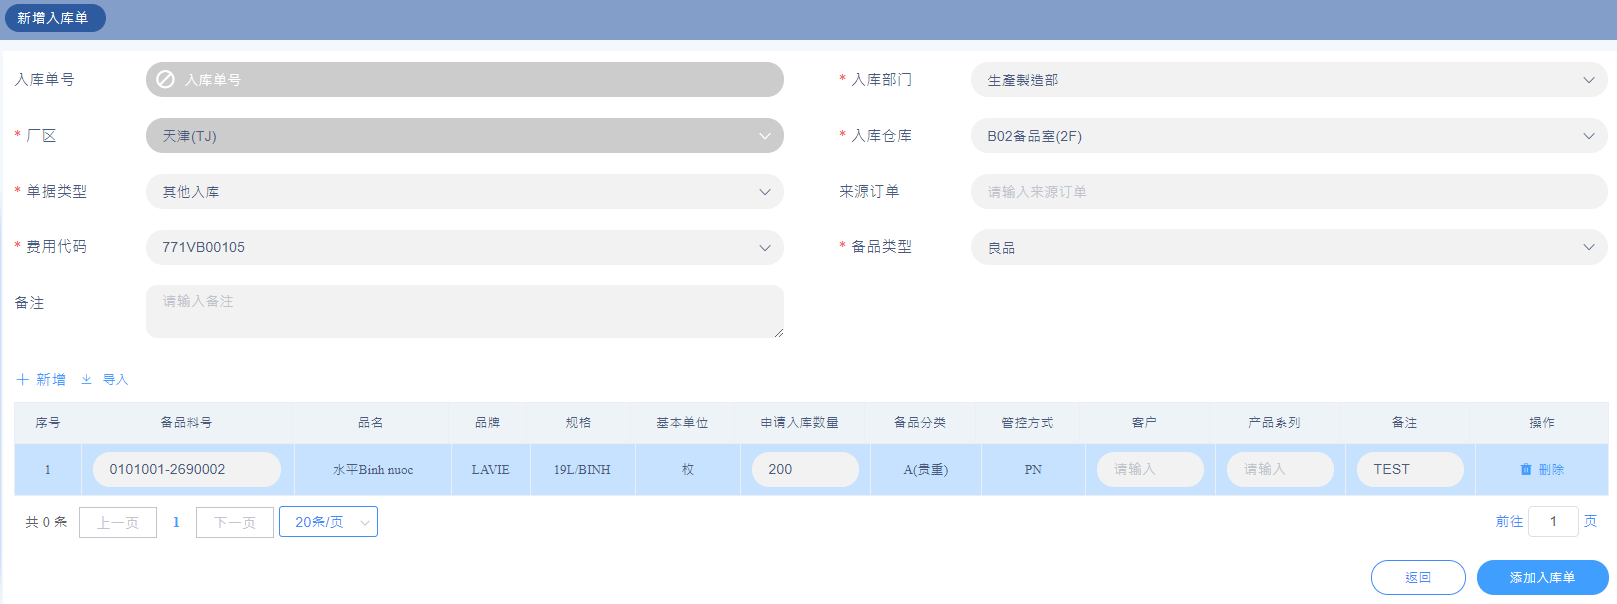 新增入库单
入库单号 入库单号 * 入库部门 生產製造部
* 厂区 天津(TJ) * 入库仓库 B02备品室(2F)
* 单据类型 其他入库 来源订单 请输入来源订单
* 费用代码 771VB00105 * 备品类型 良品
备注 请输入备注
新增 导入
序号 备品料号 品名 品牌 规格 基本单位 申请入库数量 备品分类 管控方式 客户 产品系列 备注 操作
1 0101001-2690002 水平Binh nuoc LAVIE 19L/BINH 枚 200 A(贵重) PN 请输入 请输入 TEST 删除
共 0 条 上一页 1 下一页 20条/页 前往 1 页
返回 添加入库单